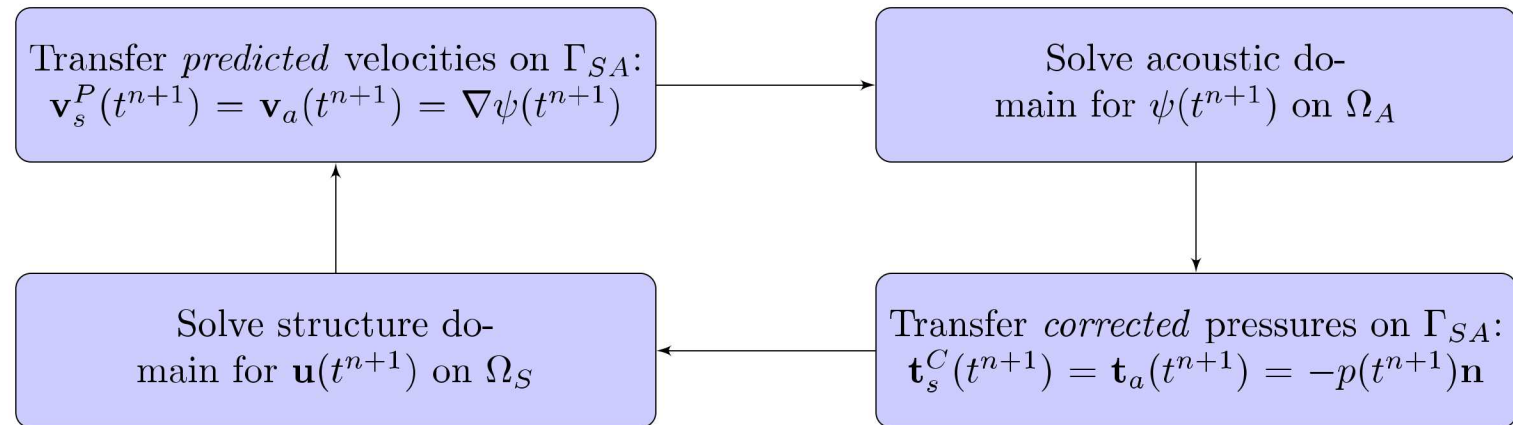 Transfer predicted velocities on Γ_{SA}:
𝐯_s^P(t^{n+1}) = 𝐯_a(t^{n+1}) = ∇ψ(t^{n+1})
Solve acoustic do-
main for ψ(t^{n+1}) on Ω_A
Transfer corrected pressures on Γ_{SA}:
𝐭_s^C(t^{n+1}) = 𝐭_a(t^{n+1}) = −p(t^{n+1})𝐧
Solve structure do-
main for 𝐮(t^{n+1}) on Ω_S